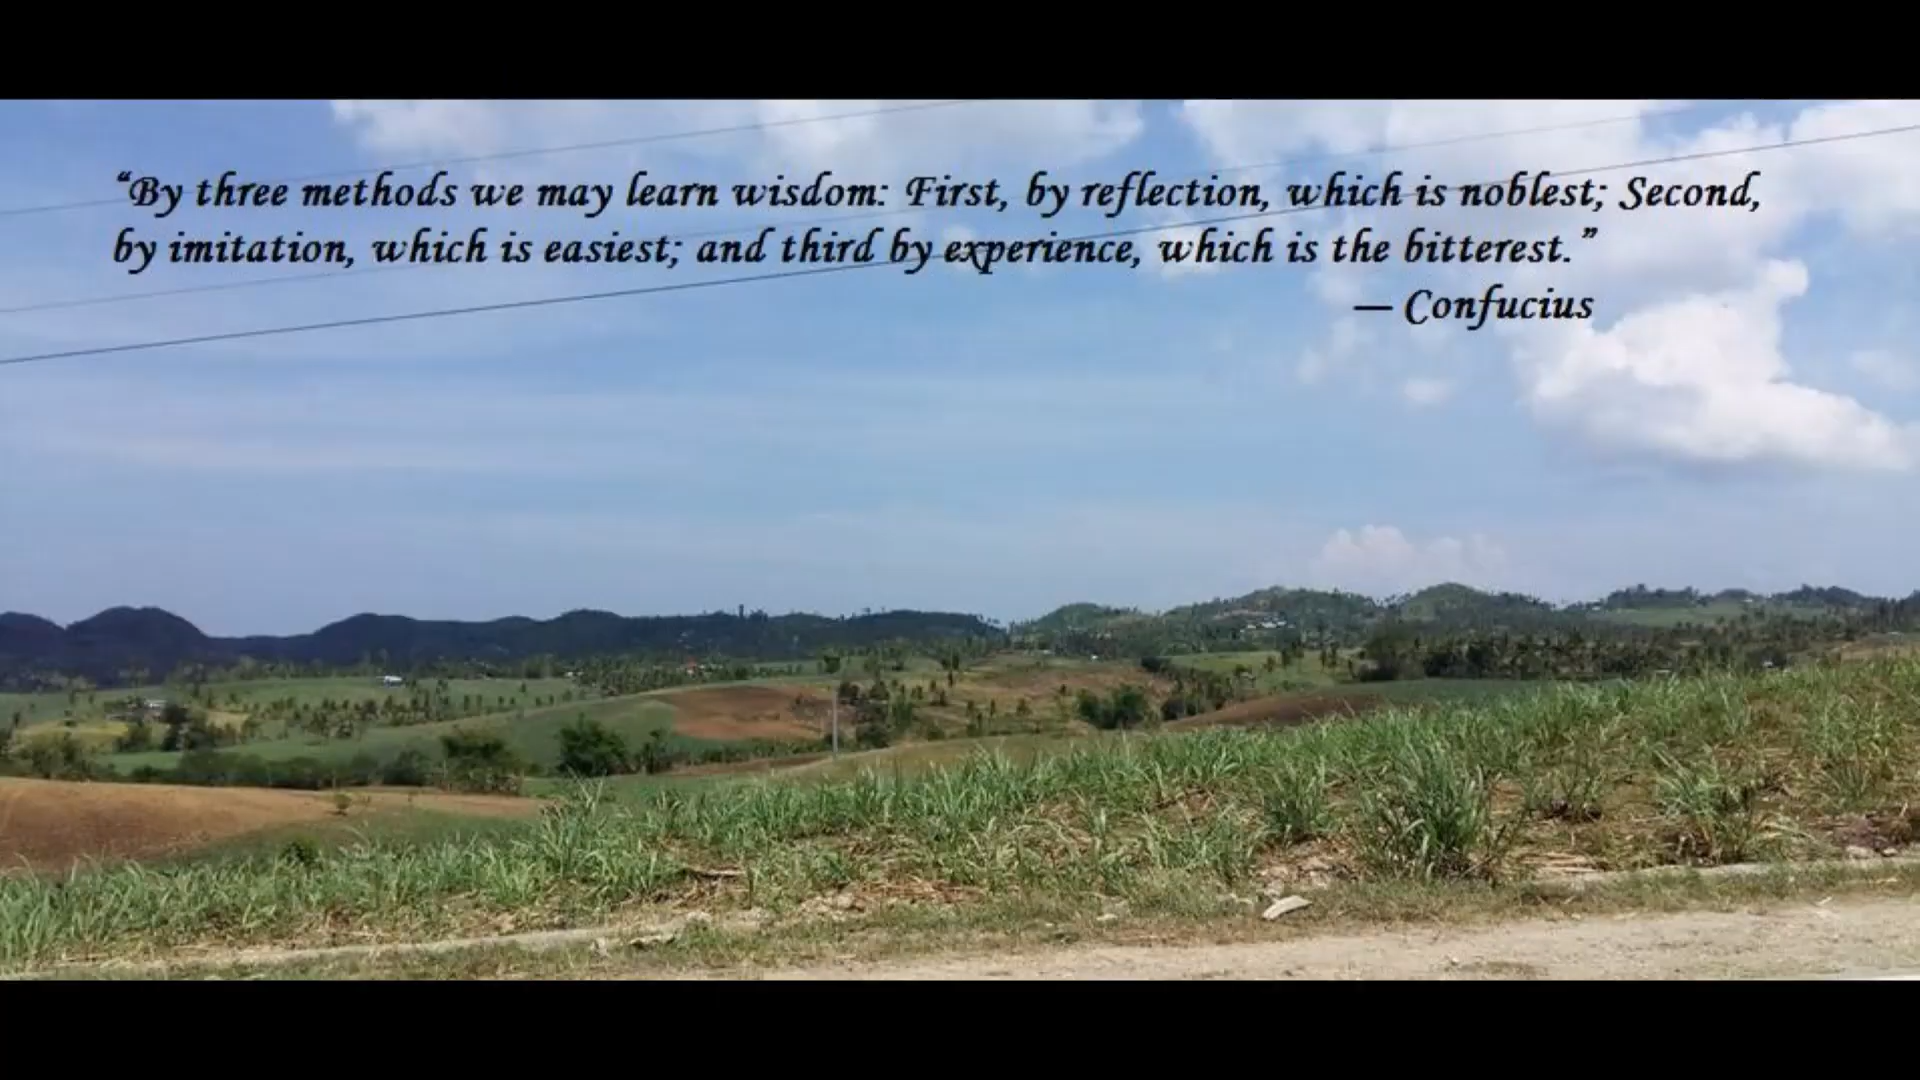 “By three methods we may learn wisdom: First, by reflection, which is noblest; Second,
by imitation, which is easiest; and third by experience, which is the bitterest.”
— Confucius